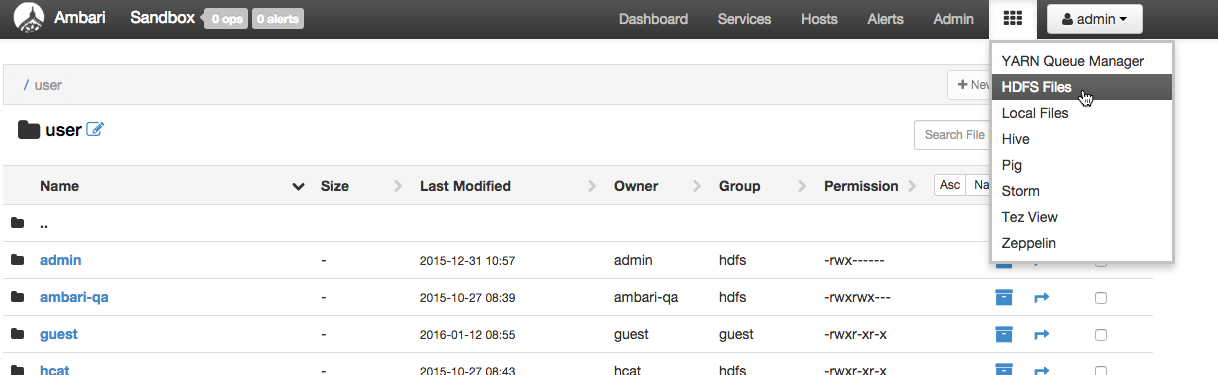 Ambari Sandbox 0 ops 0 alerts Dashboard Services Hosts Alerts Admin admin
YARN Queue Manager
/ user
HDFS Files
Local Files
user
Search File
Hive
Pig
Name Size Last Modified Owner Group Permission Asc
Storm
..
Tez View
Zeppelin
admin - 2015-12-31 10:57 admin hdfs -rwx------
ambari-qa - 2015-10-27 08:39 ambari-qa hdfs -rwxrwx---
guest - 2016-01-12 08:55 guest guest -rwxr-xr-x
hcat - 2015-10-27 08:43 hcat hdfs -rwxr-xr-x